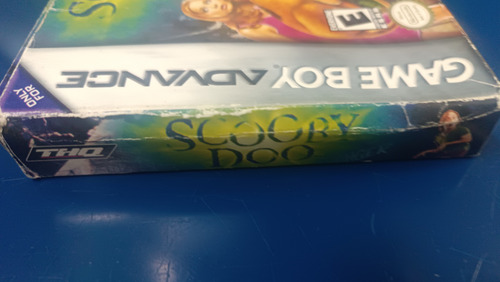 ONLY
FOR
GAME BOY ADVANCE
E
THQ
SCOOBY
DOO